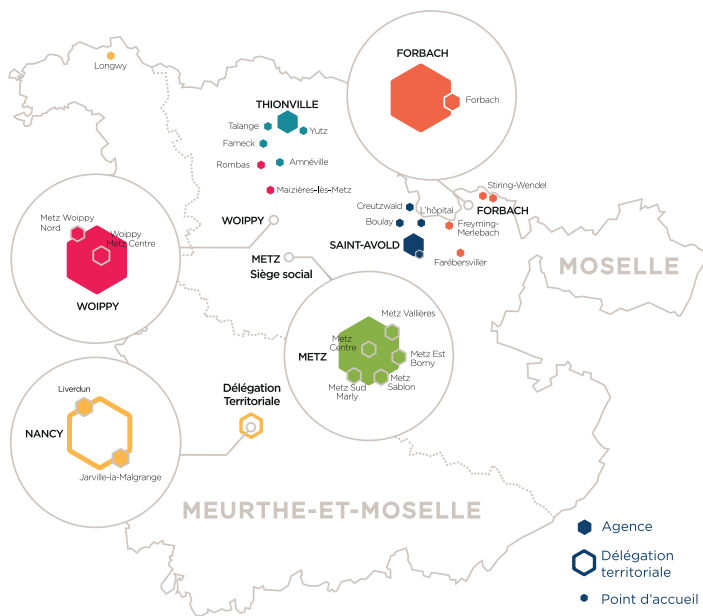 FORBACH
Forbach
Longwy
THIONVILLE
Talange
Yutz
Fameck
Rombas
Amnéville
Maizières-lès-Metz
Stiring-Wendel
Creutzwald
L'hôpital
FORBACH
Boulay
Freyming-
Merlebach
WOIPPY
Metz Woippy
Nord
Woippy
Metz Centre
WOIPPY
SAINT-AVOLD
METZ
Siège social
Farébersviller
MOSELLE
Metz Vallières
Metz
Centre
METZ
Metz Est
Borny
Metz
Sablon
Metz Sud
Marly
Liverdun
NANCY
Jarville-la-Malgrange
Délégation
Territoriale
MEURTHE-ET-MOSELLE
Agence
Délégation
territoriale
Point d'accueil